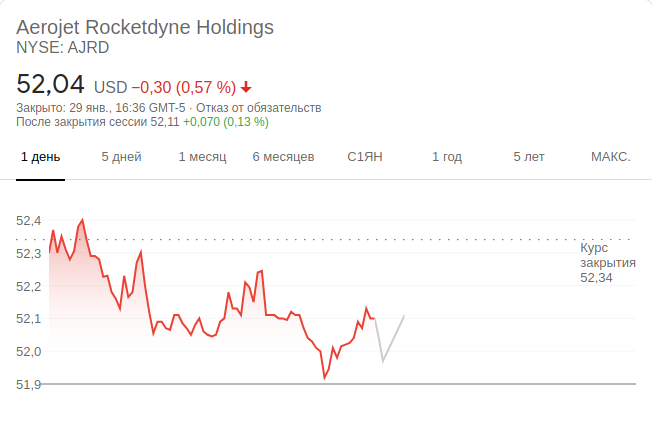 Aerojet Rocketdyne Holdings
NYSE: AJRD
52,04 USD −0,30 (0,57 %)
Закрыто: 29 янв., 16:36 GMT-5 · Отказ от обязательств
После закрытия сессии 52,11 +0,070 (0,13 %)
1 день 5 дней 1 месяц 6 месяцев С1ЯН 1 год 5 лет МАКС.
52,4
52,3
52,2
52,1
52,0
51,9
Курс
закрытия
52,34